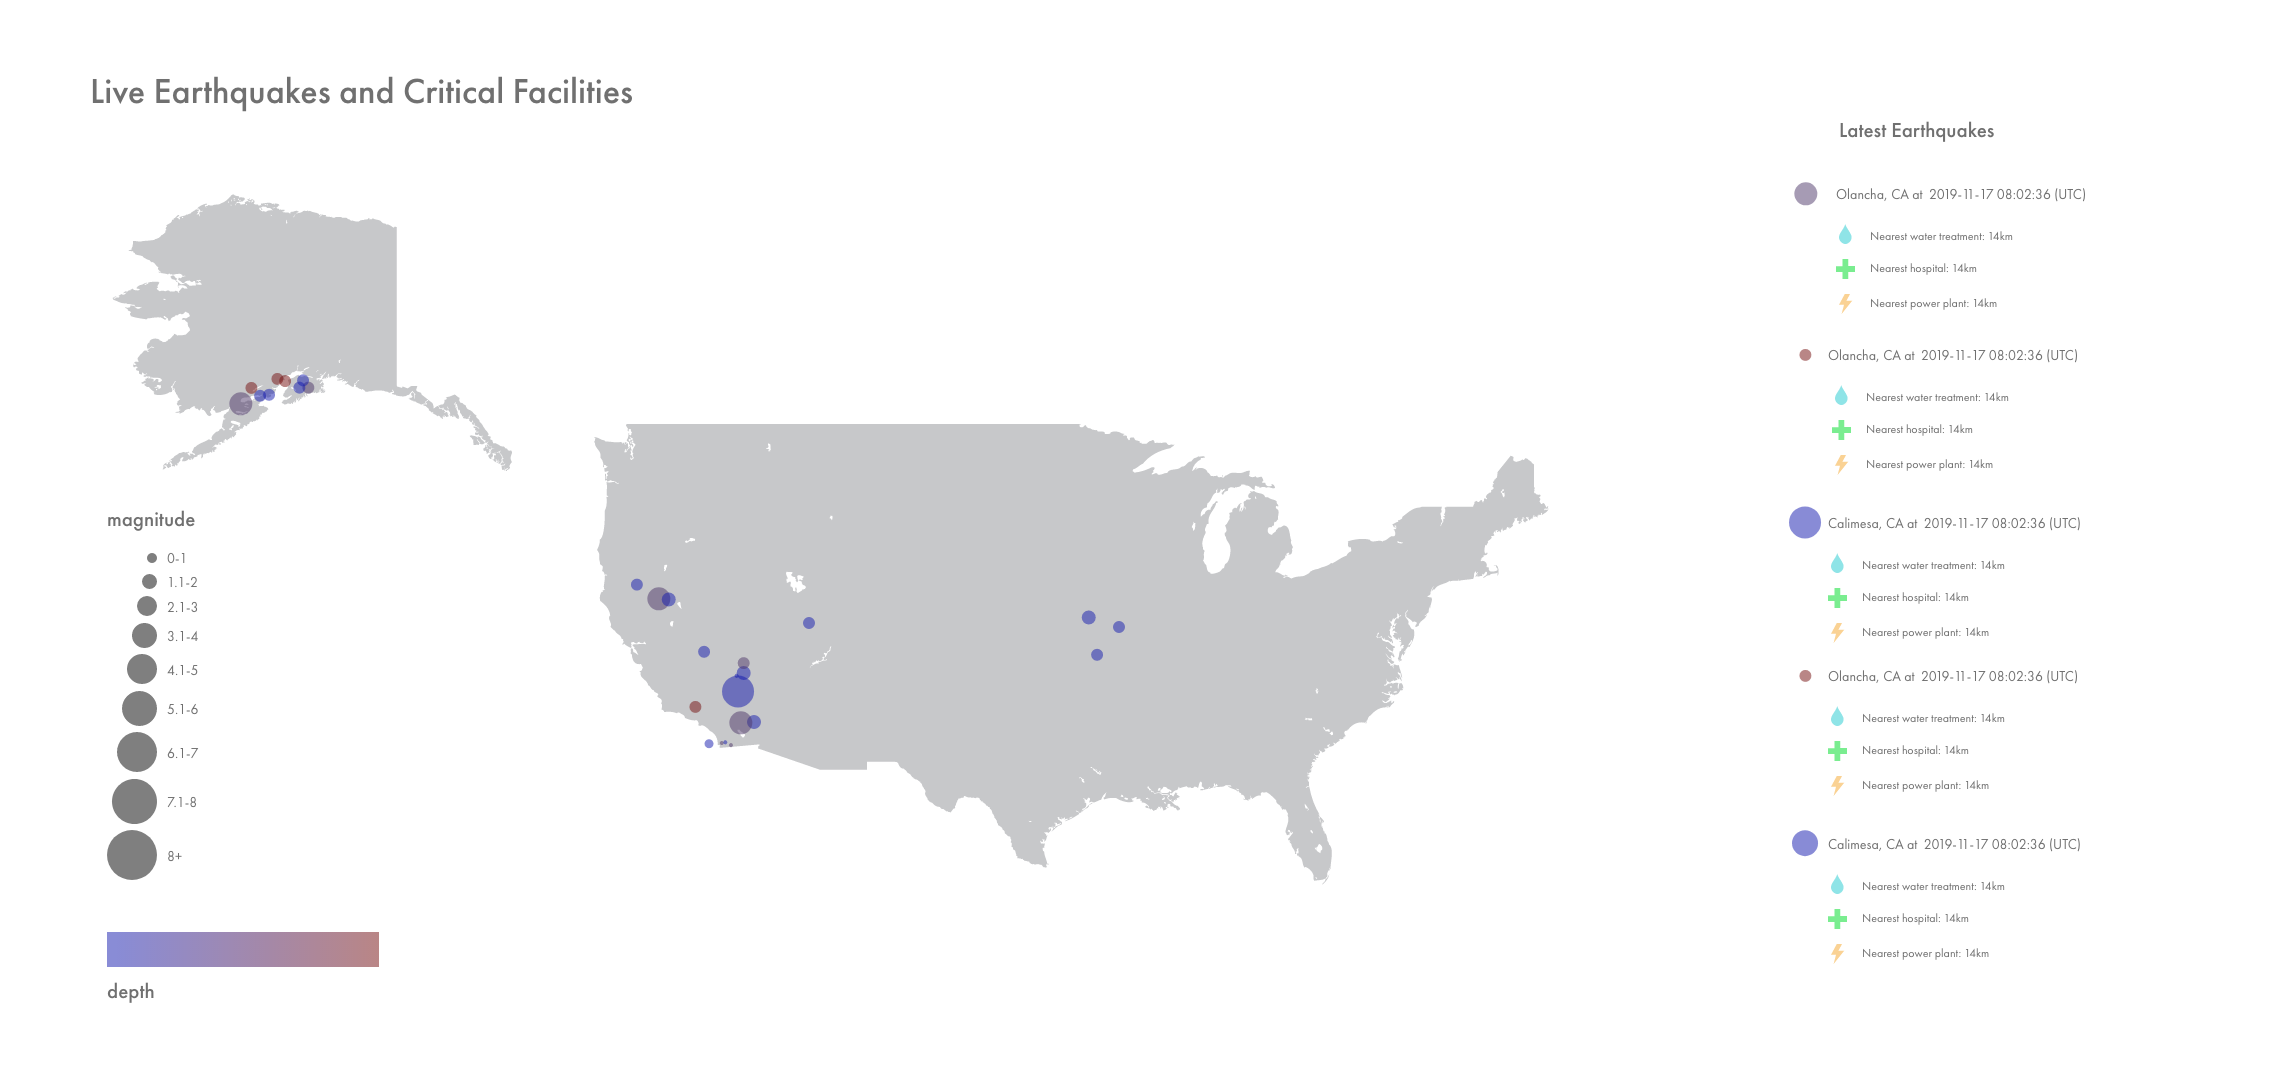 Live Earthquakes and Critical Facilities
magnitude
0-1
1.1-2
2.1-3
3.1-4
4.1-5
5.1-6
6.1-7
7.1-8
8+
depth
Latest Earthquakes
Olancha, CA at 2019-11-17 08:02:36 (UTC)
Nearest water treatment: 14km
Nearest hospital: 14km
Nearest power plant: 14km
Olancha, CA at 2019-11-17 08:02:36 (UTC)
Nearest water treatment: 14km
Nearest hospital: 14km
Nearest power plant: 14km
Calimesa, CA at 2019-11-17 08:02:36 (UTC)
Nearest water treatment: 14km
Nearest hospital: 14km
Nearest power plant: 14km
Olancha, CA at 2019-11-17 08:02:36 (UTC)
Nearest water treatment: 14km
Nearest hospital: 14km
Nearest power plant: 14km
Calimesa, CA at 2019-11-17 08:02:36 (UTC)
Nearest water treatment: 14km
Nearest hospital: 14km
Nearest power plant: 14km